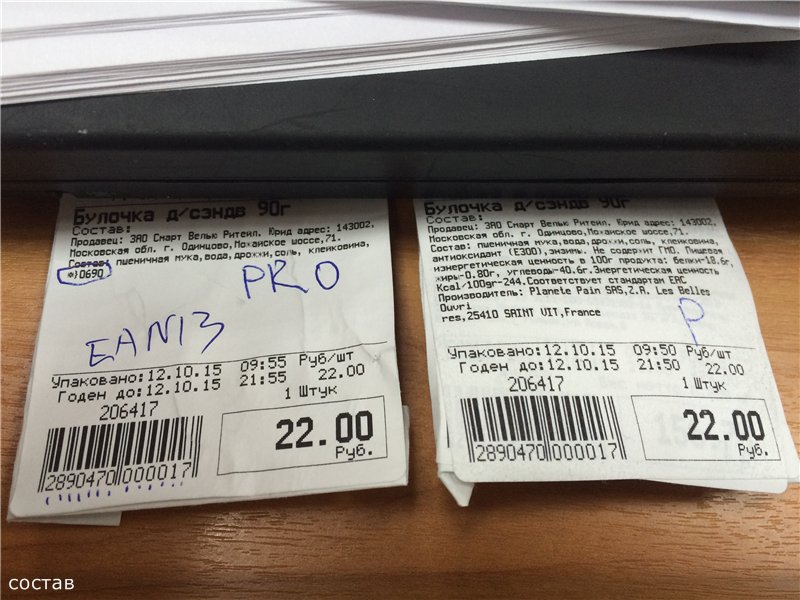 Булочка д/сэндв 90г
Состав:
Продавец: ЗАО Смарт Велью Ритейл. Юрид адрес: 143002,
Московская обл. г. Одинцово,Можайское шоссе,71.
Состав: пшеничная мука,вода,дрожжи,соль, клейковина,
*)0690
PRO
EAN13
Упаковано:12.10.15 09:55 Руб/шт
Годен до:12.10.15 21:55 22.00
206417 1 Штук
22.00
Руб.
2890470 000017
Булочка д/сэндв 90г
Состав:
Продавец: ЗАО Смарт Велью Ритейл. Юрид адрес: 143002,
Московская обл. г. Одинцово,Можайское шоссе,71.
Состав: пшеничная мука,вода,дрожжи,соль, клейковина,
антиоксидант (E300),энзимы. Не содержит ГМО. Пищевая
изнергетическая ценность в 100г продукта: белки-10.6г,
жиры-0.80г, углеводы-40.6г.Энергетическая ценность
Kcal/100gr-244.Соответствует стандартам ЕАС
Производитель: Planete Pain SAS,Z.A. Les Belles
Ouvri
res,25410 SAINT VIT,France
P
Упаковано:12.10.15 09:50 Руб/шт
Годен до:12.10.15 21:50 22.00
206417 1 Штук
22.00
Руб.
2890470 000017
состав